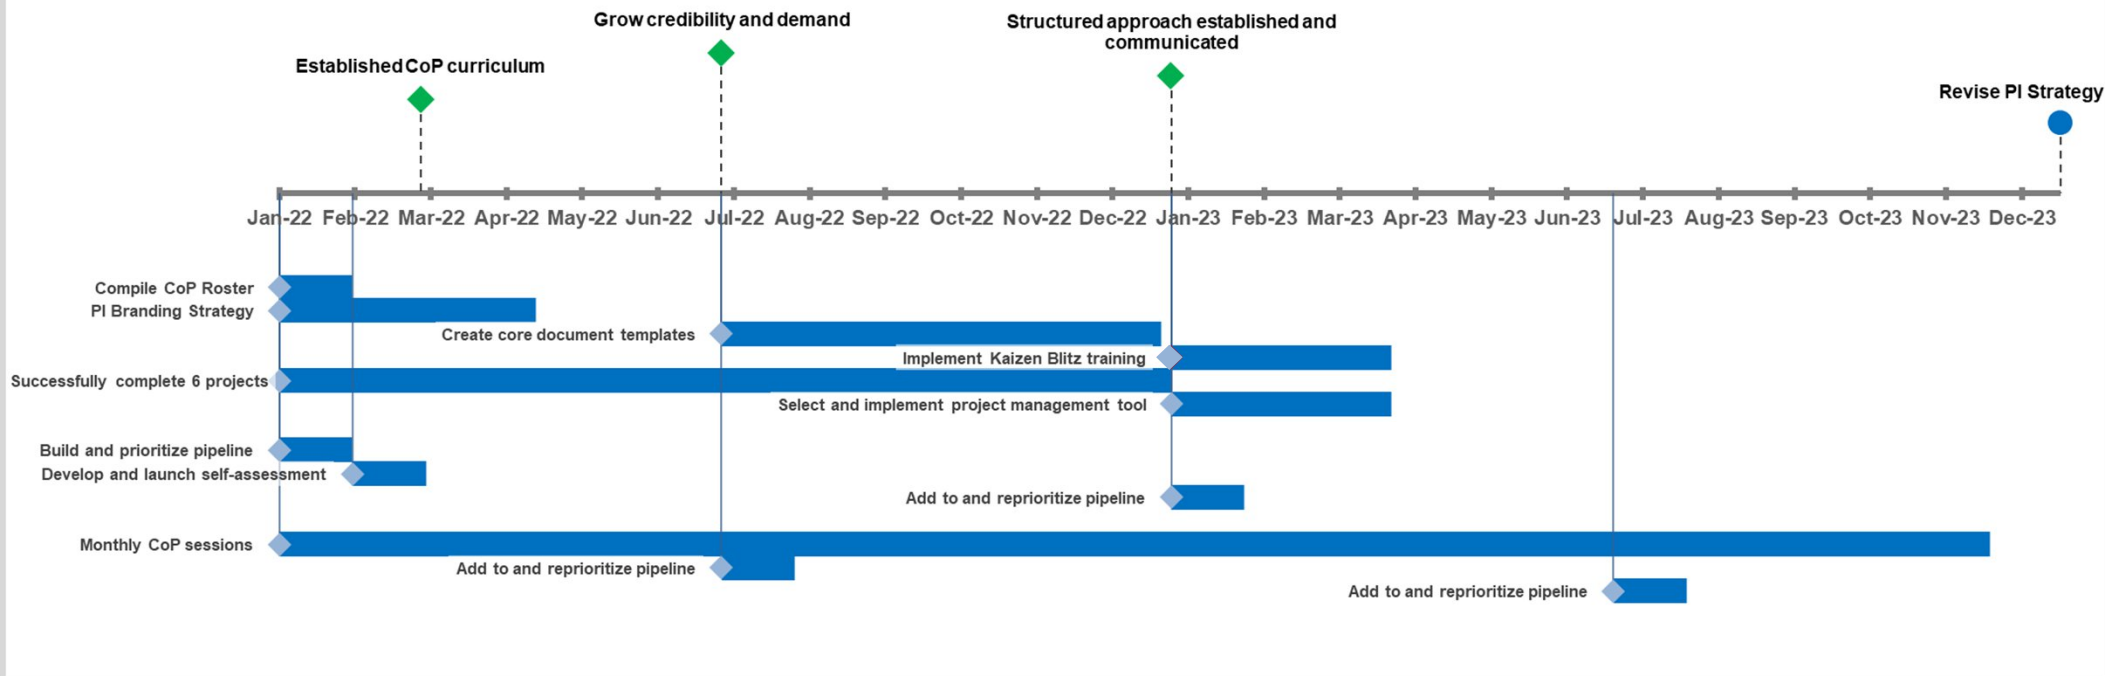 Grow credibility and demand
Structured approach established and
communicated
Established CoP curriculum
Revise PI Strategy
Jan-22 Feb-22 Mar-22 Apr-22 May-22 Jun-22 Jul-22 Aug-22 Sep-22 Oct-22 Nov-22 Dec-22 Jan-23 Feb-23 Mar-23 Apr-23 May-23 Jun-23 Jul-23 Aug-23 Sep-23 Oct-23 Nov-23 Dec-23
Compile CoP Roster
PI Branding Strategy
Create core document templates
Implement Kaizen Blitz training
Successfully complete 6 projects
Select and implement project management tool
Build and prioritize pipeline
Develop and launch self-assessment
Add to and reprioritize pipeline
Monthly CoP sessions
Add to and reprioritize pipeline
Add to and reprioritize pipeline